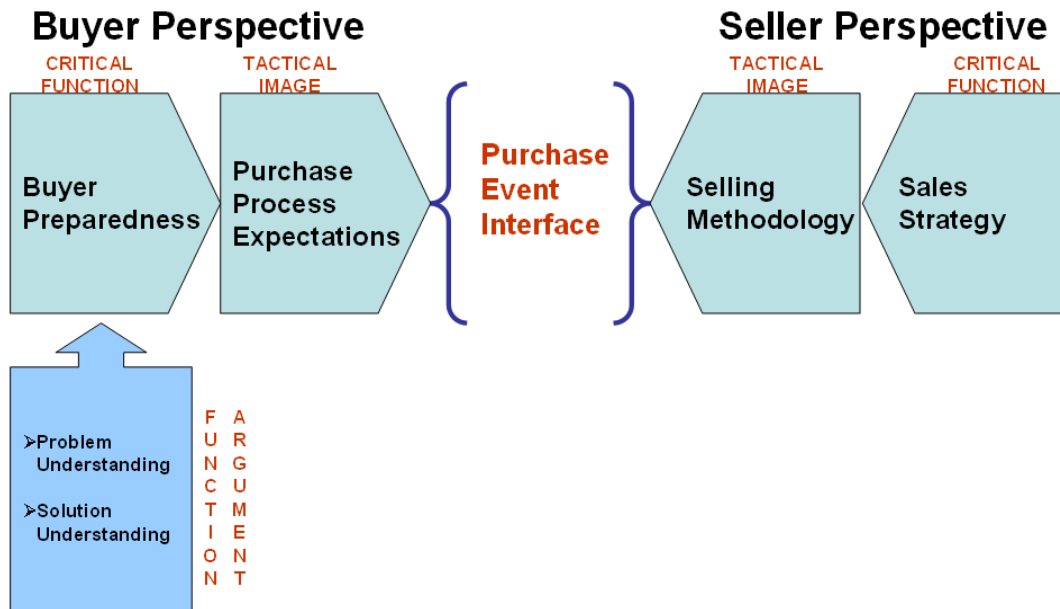 Buyer Perspective
Seller Perspective
CRITICAL
FUNCTION
TACTICAL
IMAGE
TACTICAL
IMAGE
CRITICAL
FUNCTION
Buyer
Preparedness
Purchase
Process
Expectations
Purchase
Event
Interface
Selling
Methodology
Sales
Strategy
➢Problem
Understanding
➢Solution
Understanding
FUNCTION
ARGUMENT